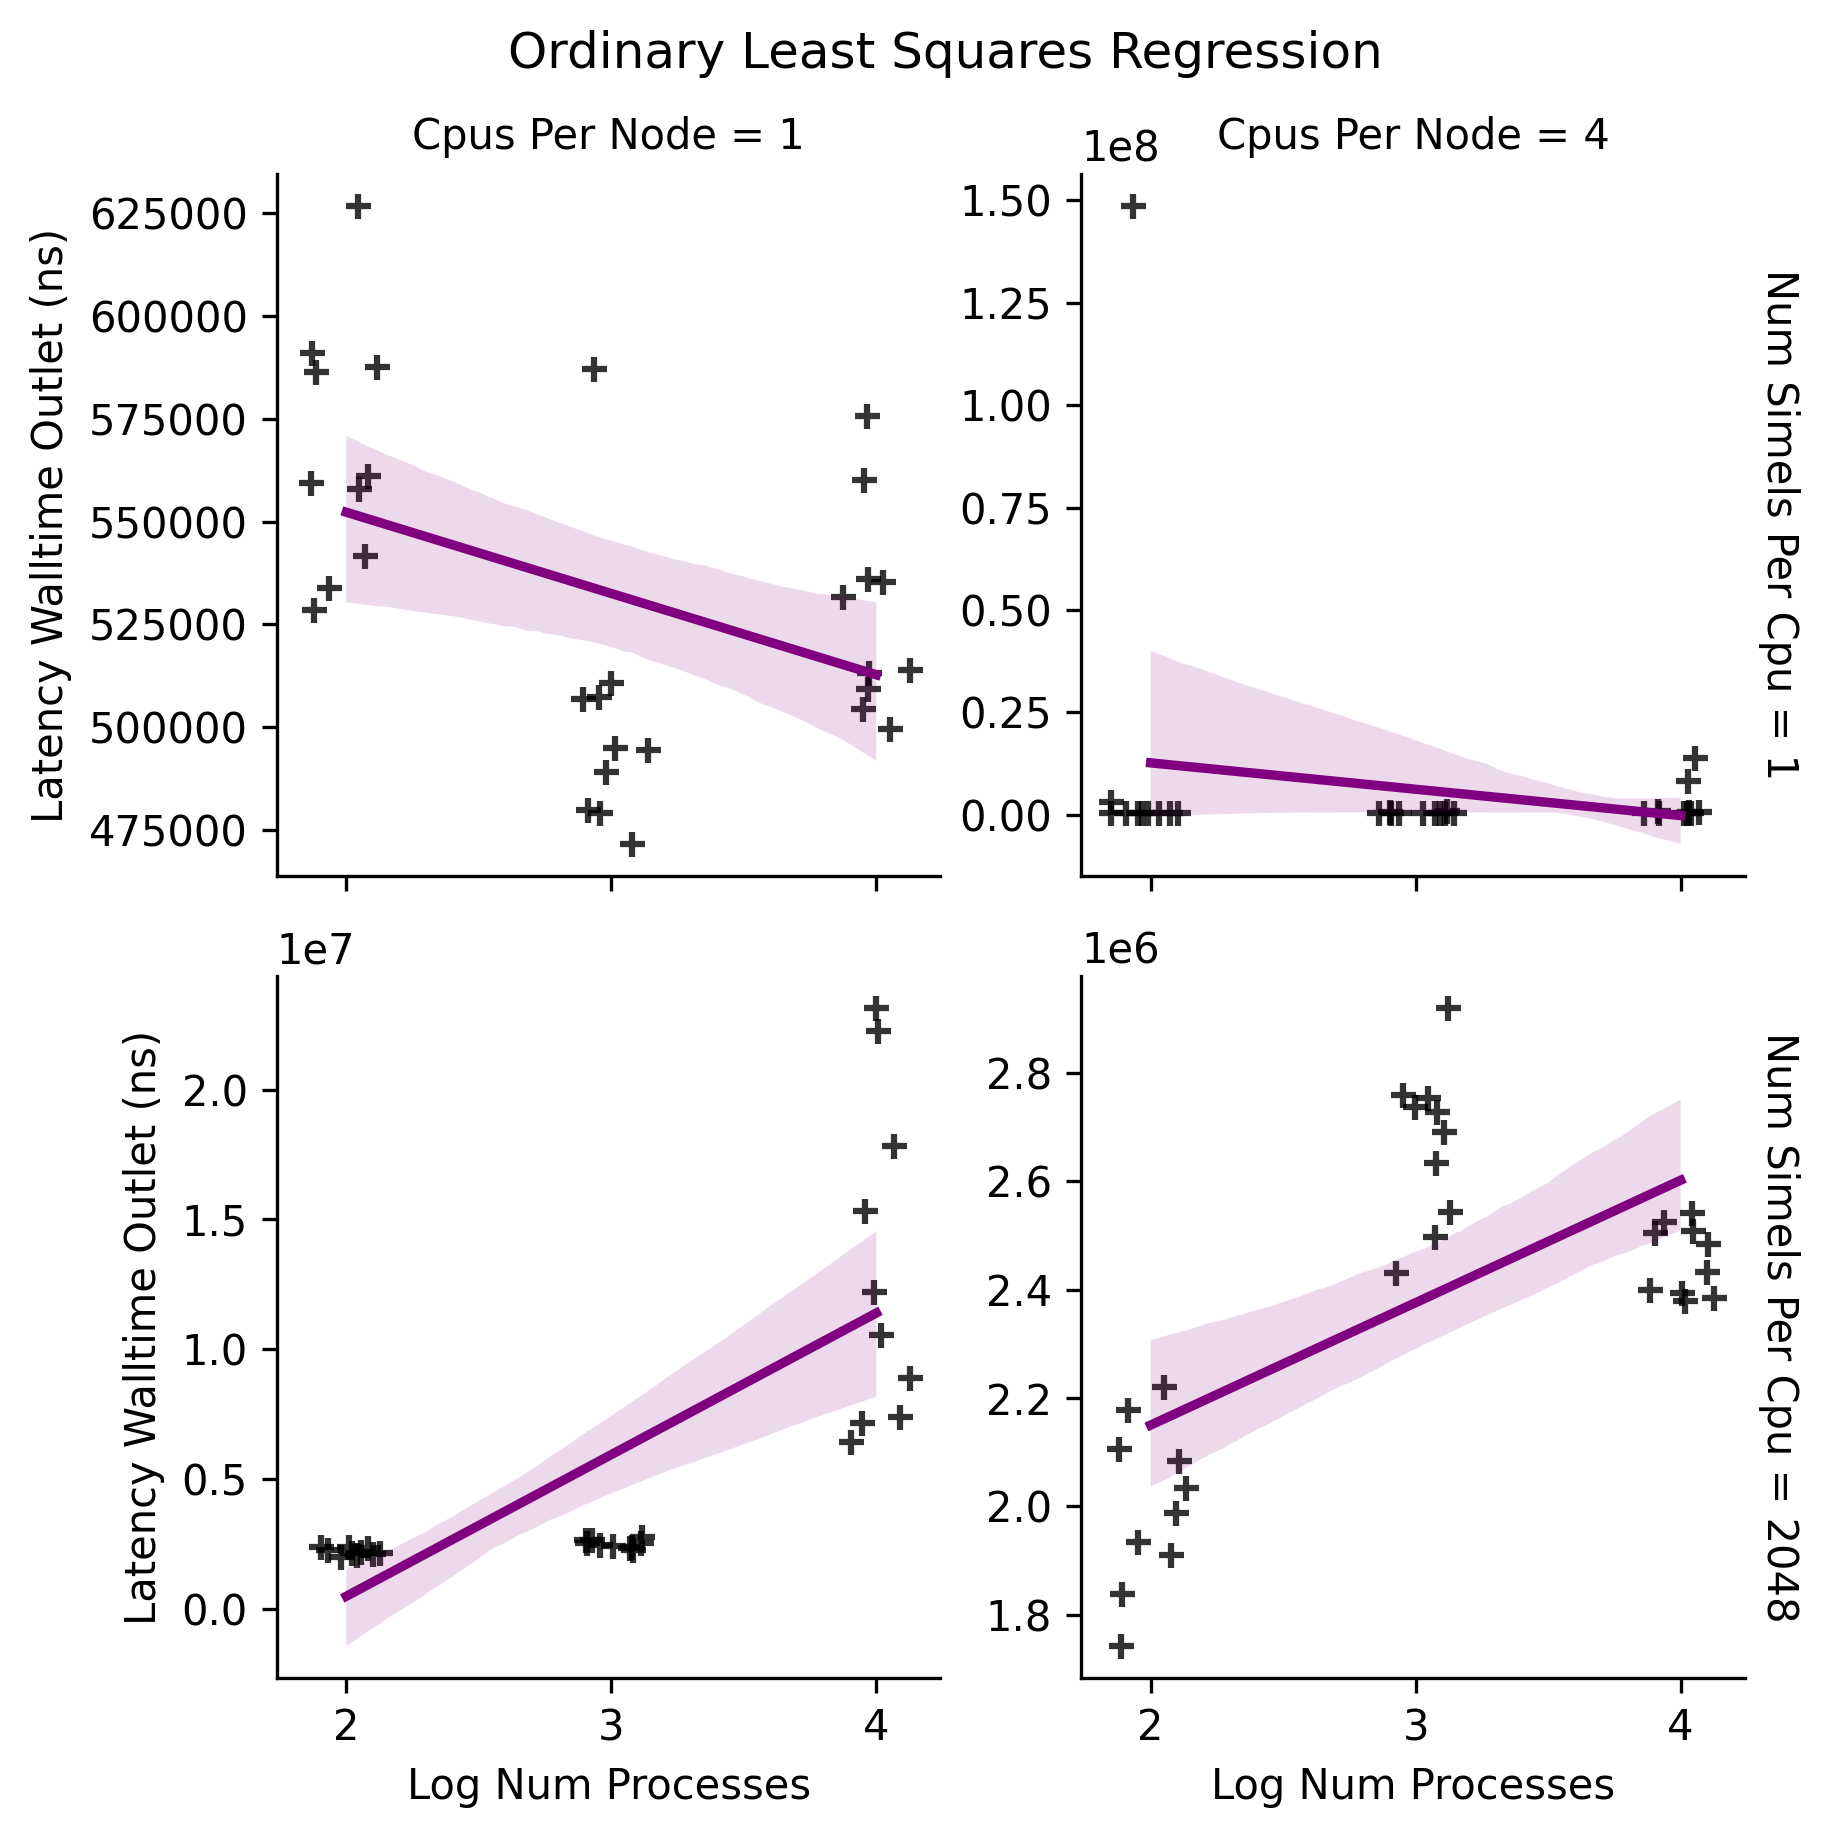 Ordinary Least Squares Regression
Cpus Per Node = 1
Cpus Per Node = 4
Latency Walltime Outlet (ns)
625000
600000
575000
550000
525000
500000
475000
1e8
1.50
1.25
1.00
0.75
0.50
0.25
0.00
Num Simels Per Cpu = 1
Latency Walltime Outlet (ns)
1e7
2.0
1.5
1.0
0.5
0.0
2
3
4
Log Num Processes
1e6
2.8
2.6
2.4
2.2
2.0
1.8
2
3
4
Log Num Processes
Num Simels Per Cpu = 2048